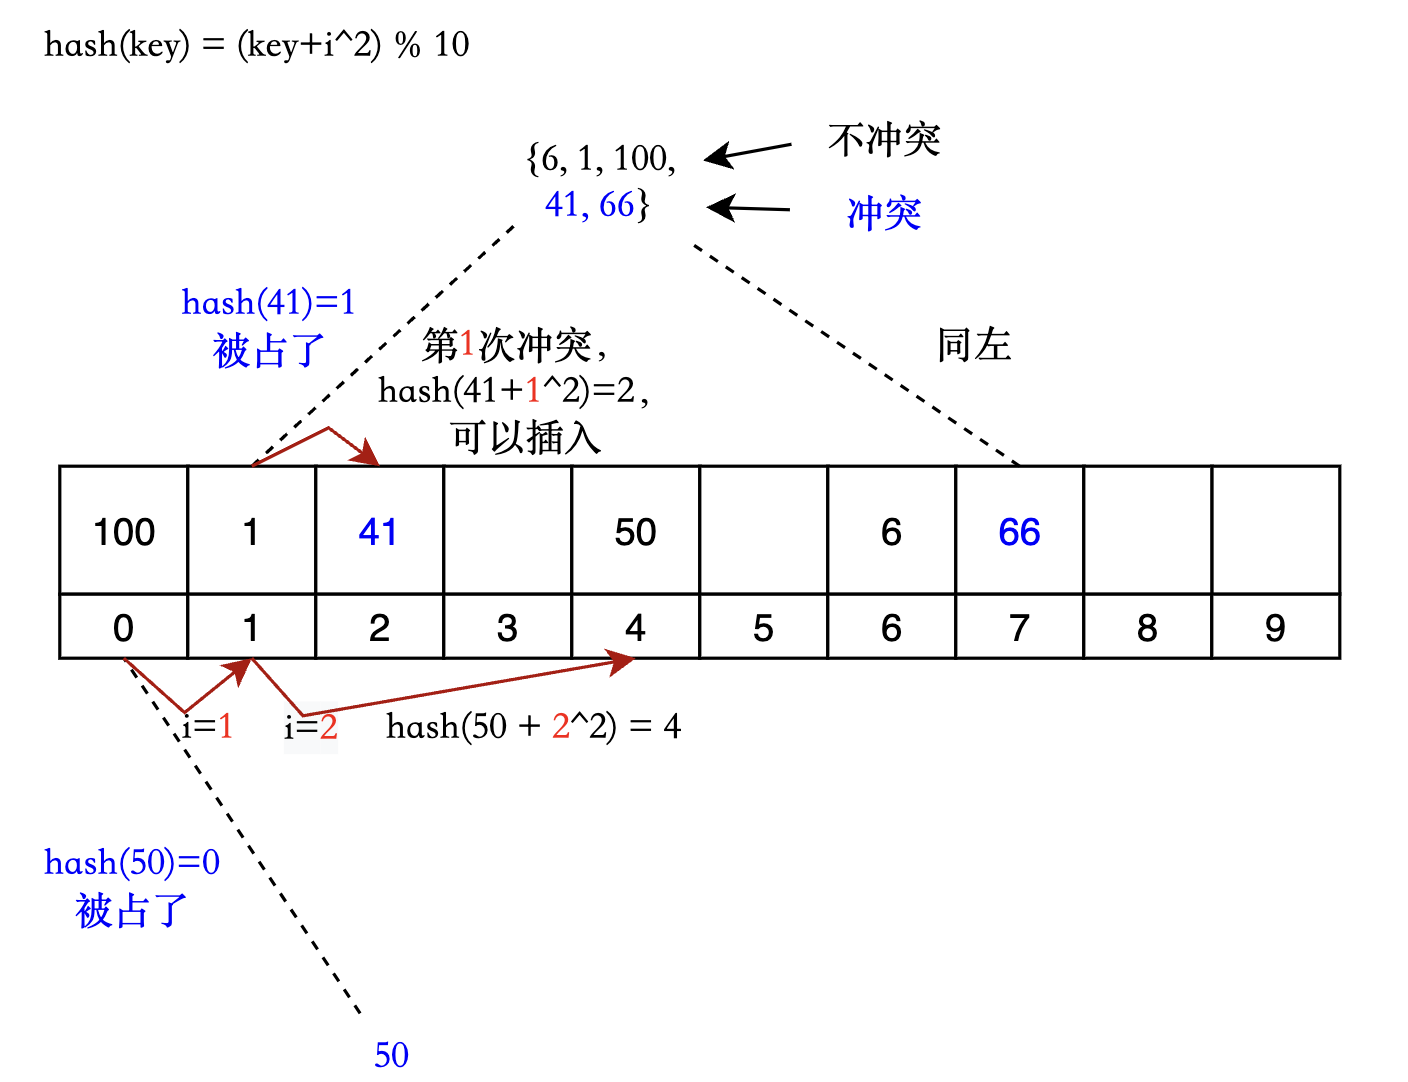 hash(key) = (key+i^2) % 10
{6, 1, 100,
不冲突
41, 66}
冲突
hash(41)=1
被占了
第1次冲突，
hash(41+1^2)=2，
可以插入
同左
100 1 41 50 6 66
0 1 2 3 4 5 6 7 8 9
i=1 i=2 hash(50 + 2^2) = 4
hash(50)=0
被占了
50